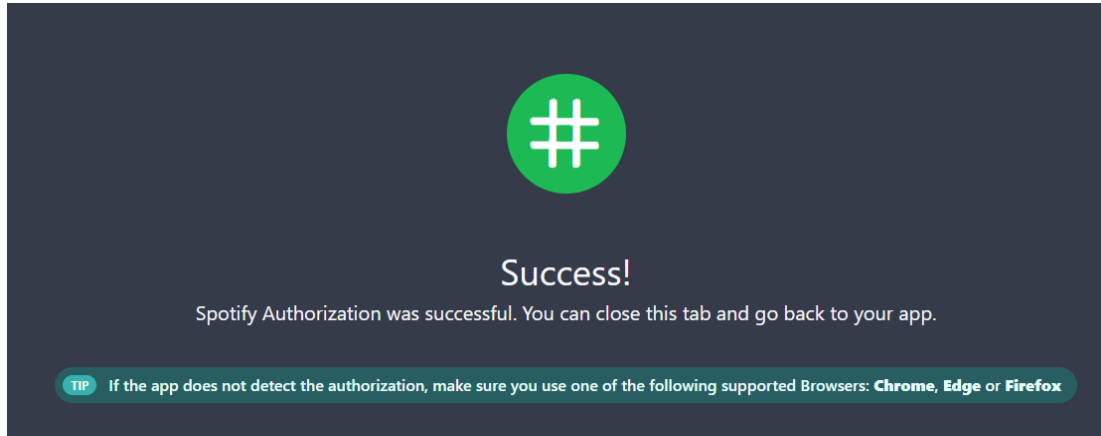 Success!
Spotify Authorization was successful. You can close this tab and go back to your app.
TIP If the app does not detect the authorization, make sure you use one of the following supported Browsers: Chrome, Edge or Firefox